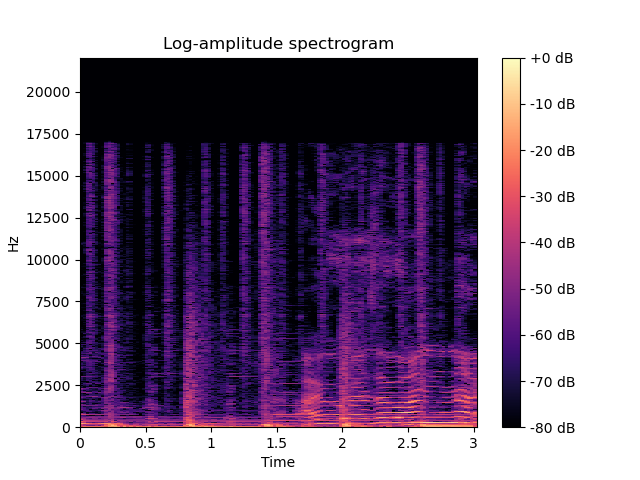 Log-amplitude spectrogram
20000
17500
15000
12500
10000
7500
5000
2500
0
Hz
0 0.5 1 1.5 2 2.5 3
Time
+0 dB
-10 dB
-20 dB
-30 dB
-40 dB
-50 dB
-60 dB
-70 dB
-80 dB